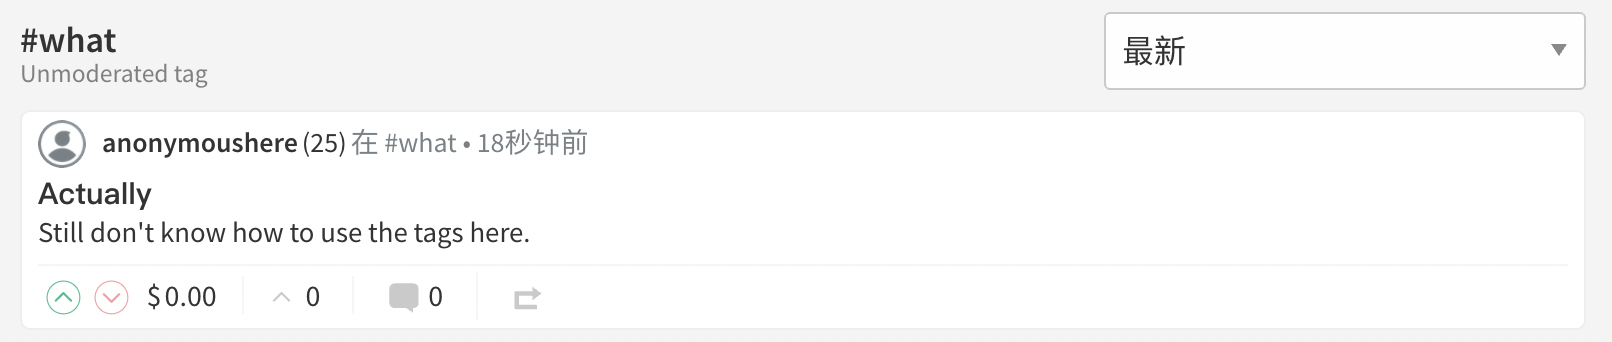 #what
Unmoderated tag
最新
anonymoushere (25) 在 #what • 18秒钟前
Actually
Still don't know how to use the tags here.
$0.00 0 0